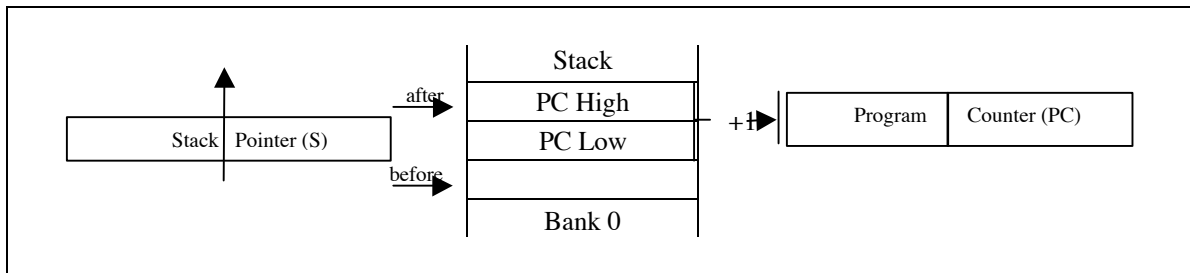 Stack
after
PC High
Stack Pointer (S)
+1
Program Counter (PC)
PC Low
before
Bank 0